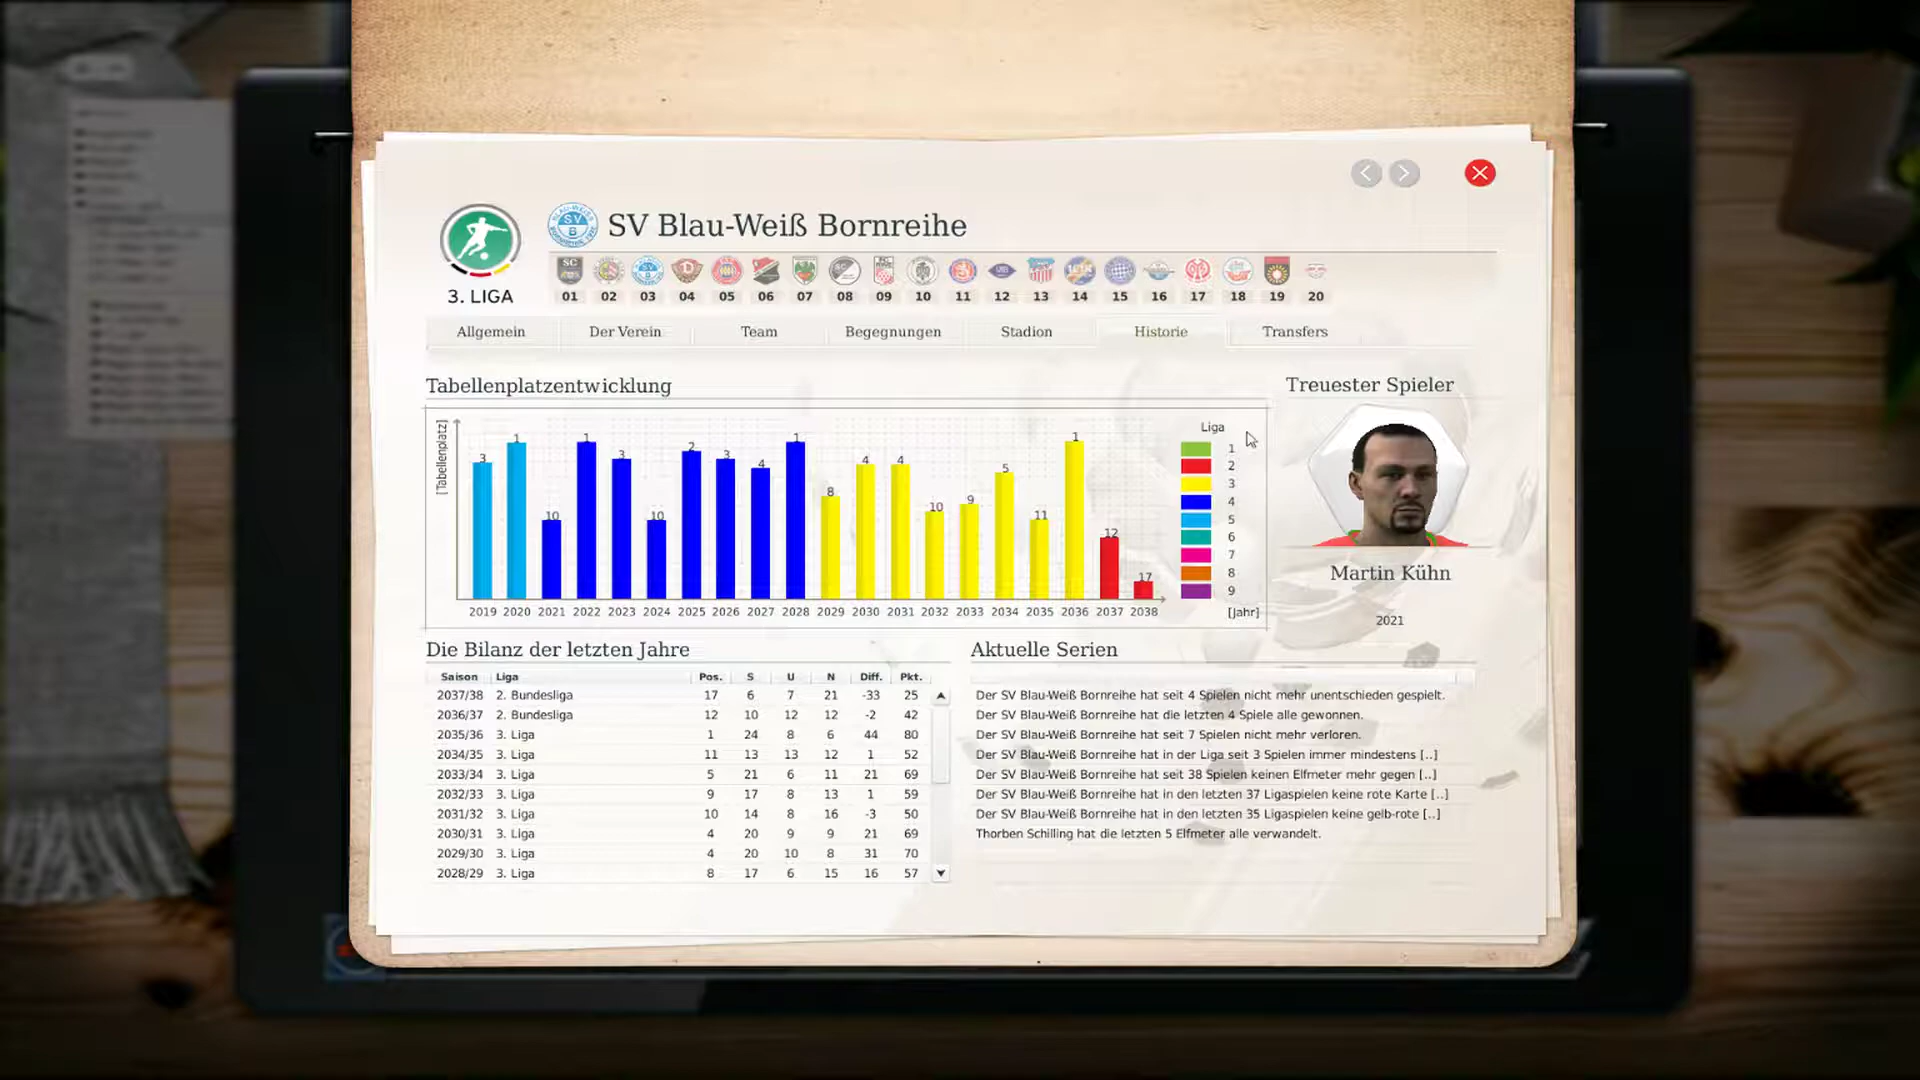 SV Blau-Weiß Bornreihe
3. LIGA
01 02 03 04 05 06 07 08 09 10 11 12 13 14 15 16 17 18 19 20
Allgemein Der Verein Team Begegnungen Stadion Historie Transfers
Tabellenplatzentwicklung
[Tabellenplatz]
3 1 10 1 3 10 2 3 4 1 8 4 4 10 9 5 11 1 12 17
2019 2020 2021 2022 2023 2024 2025 2026 2027 2028 2029 2030 2031 2032 2033 2034 2035 2036 2037 2038
[Jahr]
Liga
1
2
3
4
5
6
7
8
9
Treuester Spieler
Martin Kühn
2021
Die Bilanz der letzten Jahre
Saison Liga Pos. S U N Diff. Pkt.
2037/38 2. Bundesliga 17 6 7 21 -33 25
2036/37 2. Bundesliga 12 10 12 12 -2 42
2035/36 3. Liga 1 24 8 6 44 80
2034/35 3. Liga 11 13 13 12 1 52
2033/34 3. Liga 5 21 6 11 21 69
2032/33 3. Liga 9 17 8 13 1 59
2031/32 3. Liga 10 14 8 16 -3 50
2030/31 3. Liga 4 20 9 9 21 69
2029/30 3. Liga 4 20 10 8 31 70
2028/29 3. Liga 8 17 6 15 16 57
Aktuelle Serien
Der SV Blau-Weiß Bornreihe hat seit 4 Spielen nicht mehr unentschieden gespielt.
Der SV Blau-Weiß Bornreihe hat die letzten 4 Spiele alle gewonnen.
Der SV Blau-Weiß Bornreihe hat seit 7 Spielen nicht mehr verloren.
Der SV Blau-Weiß Bornreihe hat in der Liga seit 3 Spielen immer mindestens [..]
Der SV Blau-Weiß Bornreihe hat seit 38 Spielen keinen Elfmeter mehr gegen [..]
Der SV Blau-Weiß Bornreihe hat in den letzten 37 Ligaspielen keine rote Karte [..]
Der SV Blau-Weiß Bornreihe hat in den letzten 35 Ligaspielen keine gelb-rote [..]
Thorben Schilling hat die letzten 5 Elfmeter alle verwandelt.